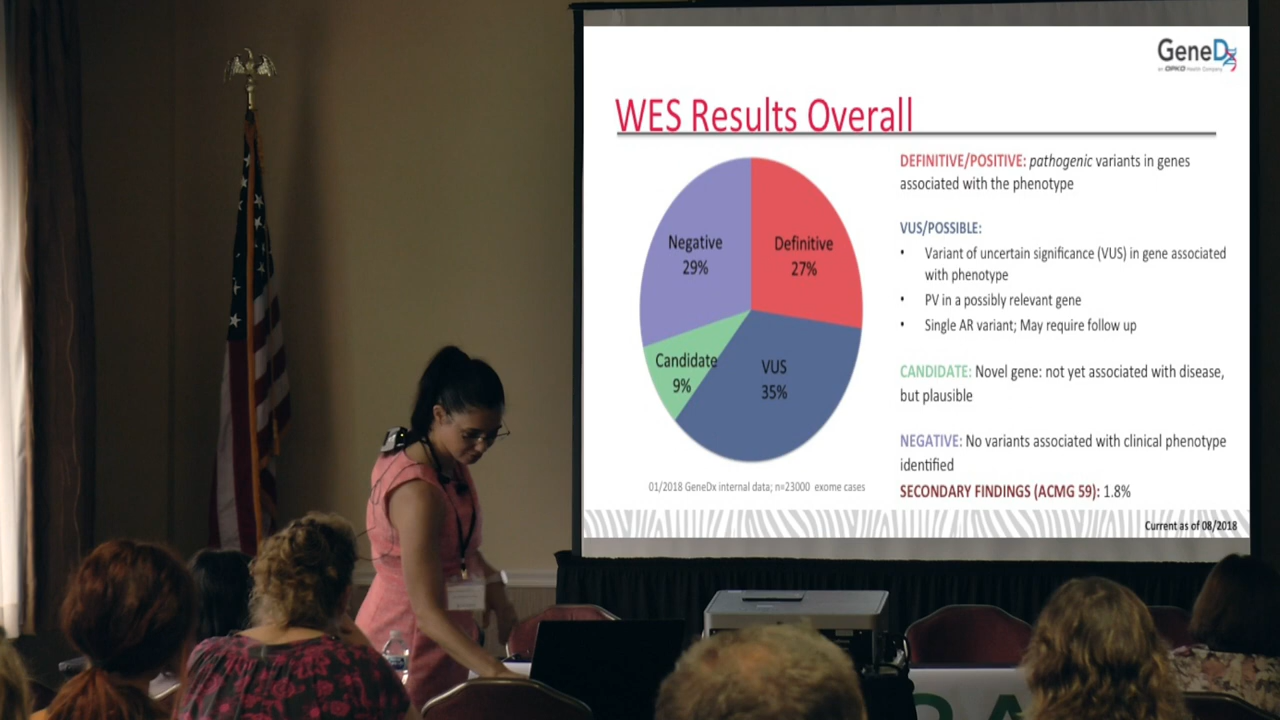 GeneDx
an OPKO Health Company
WES Results Overall
Negative
29%
Definitive
27%
Candidate
9%
VUS
35%
01/2018 GeneDx internal data; n=23000 exome cases
DEFINITIVE/POSITIVE: pathogenic variants in genes
associated with the phenotype
VUS/POSSIBLE:
• Variant of uncertain significance (VUS) in gene associated
with phenotype
• PV in a possibly relevant gene
• Single AR variant; May require follow up
CANDIDATE: Novel gene: not yet associated with disease,
but plausible
NEGATIVE: No variants associated with clinical phenotype
identified
SECONDARY FINDINGS (ACMG 59): 1.8%
Current as of 08/2018